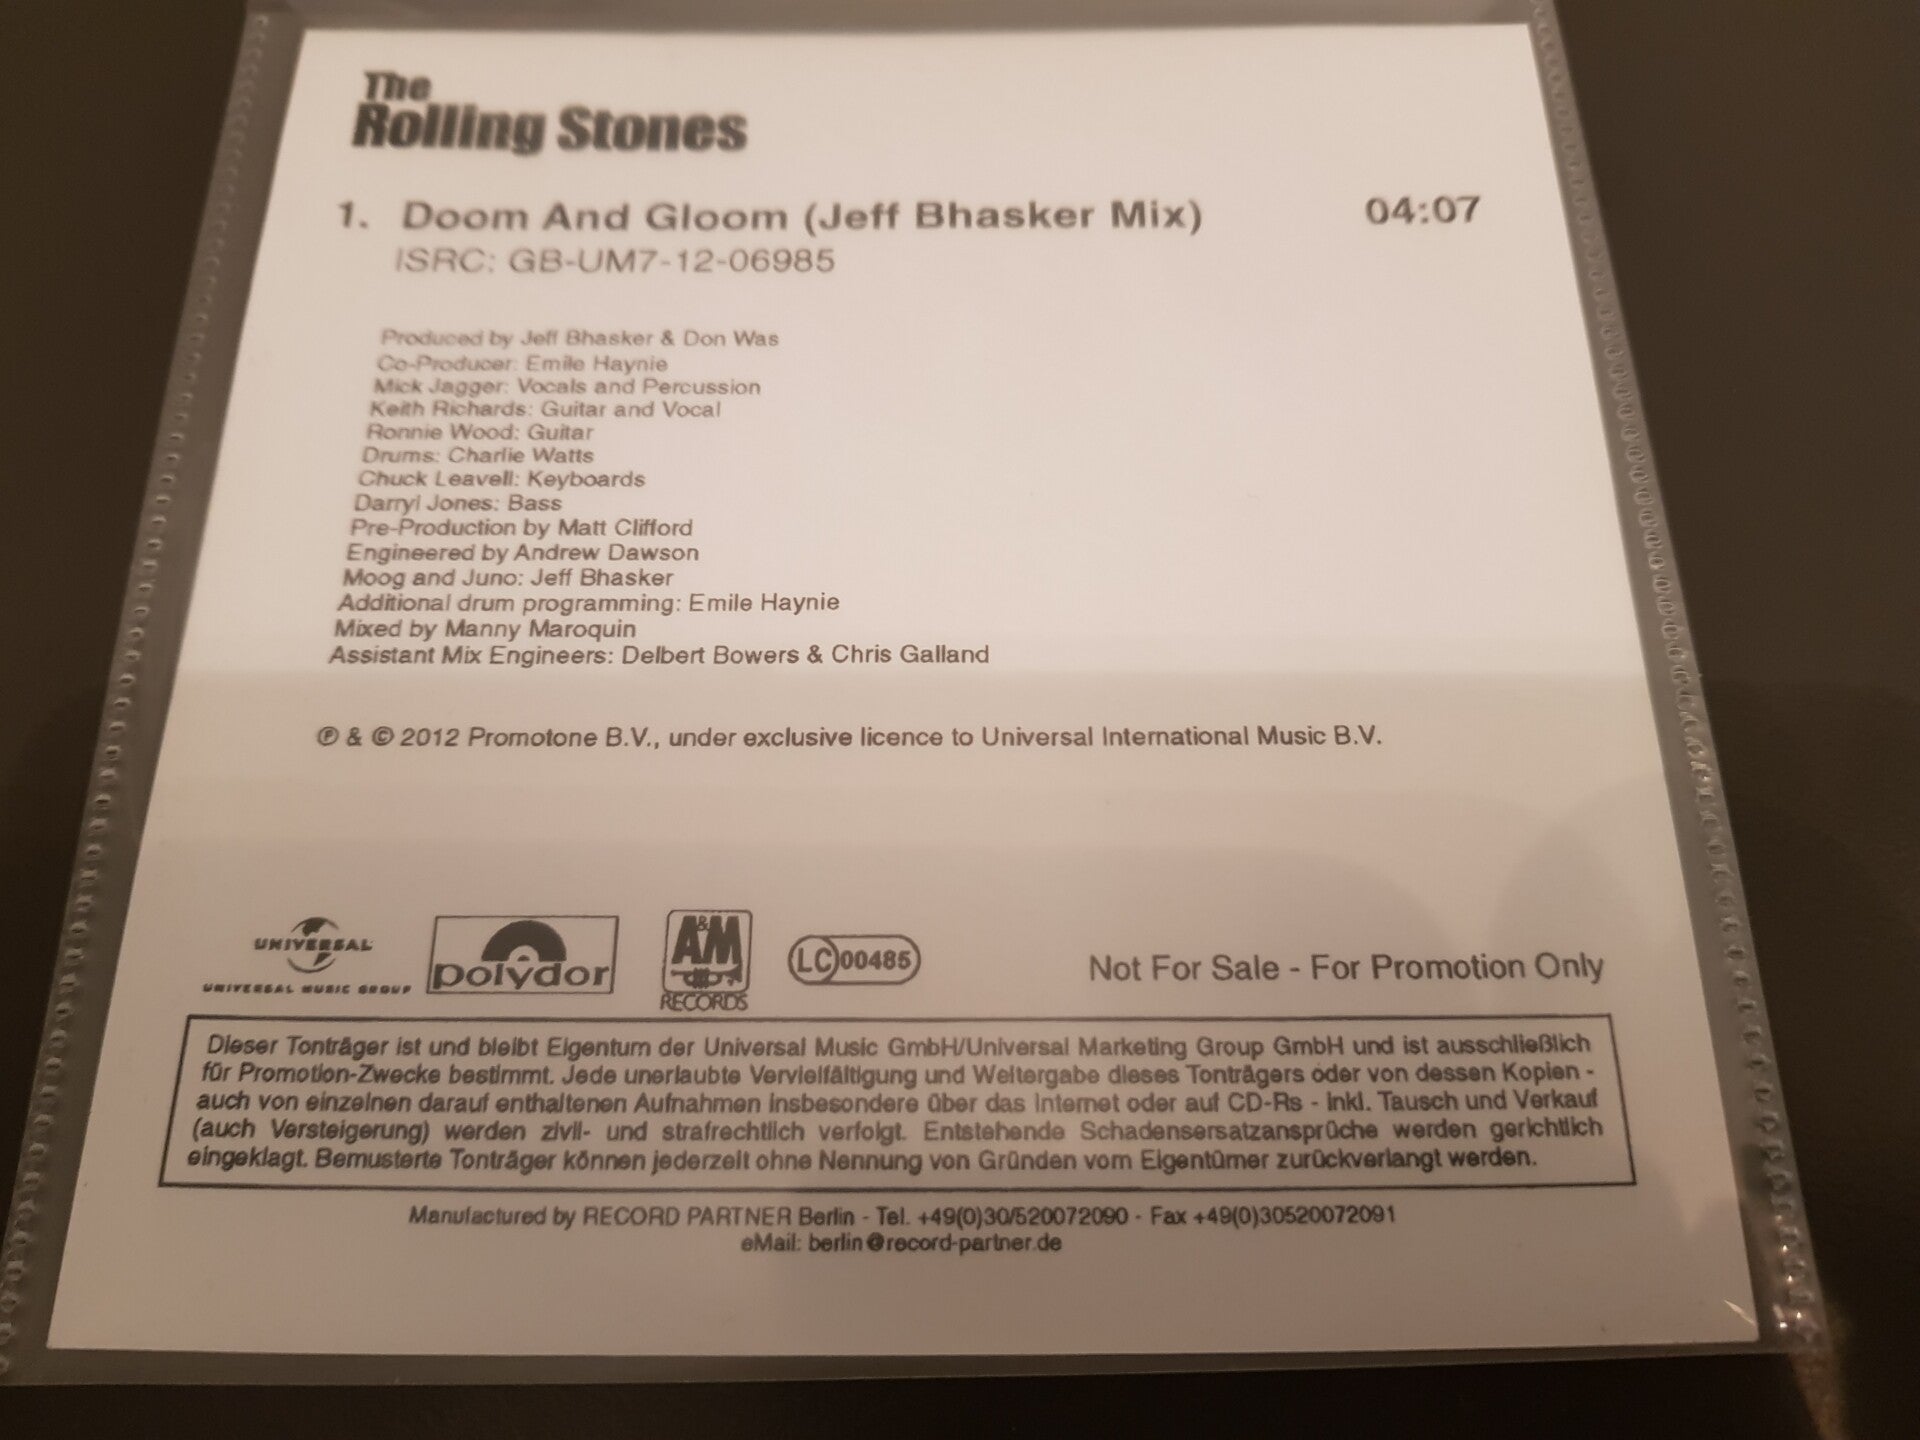 The
Rolling Stones
1. Doom And Gloom (Jeff Bhasker Mix) 04:07
ISRC: GB-UM7-12-06985
Produced by Jeff Bhasker & Don Was
Co-Producer: Emile Haynie
Mick Jagger: Vocals and Percussion
Keith Richards: Guitar and Vocal
Ronnie Wood: Guitar
Drums: Charlie Watts
Chuck Leavell: Keyboards
Darryl Jones: Bass
Pre-Production by Matt Clifford
Engineered by Andrew Dawson
Moog and Juno: Jeff Bhasker
Additional drum programming: Emile Haynie
Mixed by Manny Maroquin
Assistant Mix Engineers: Delbert Bowers & Chris Galland
℗ & © 2012 Promotone B.V., under exclusive licence to Universal International Music B.V.
UNIVERSAL
UNIVERSAL MUSIC GROUP
polydor
A&M
RECORDS
LC 00485
Not For Sale - For Promotion Only
Dieser Tonträger ist und bleibt Eigentum der Universal Music GmbH/Universal Marketing Group GmbH und ist ausschließlich
für Promotion-Zwecke bestimmt. Jede unerlaubte Vervielfältigung und Weitergabe dieses Tonträgers oder von dessen Kopien -
auch von einzelnen darauf enthaltenen Aufnahmen insbesondere über das Internet oder auf CD-Rs - inkl. Tausch und Verkauf
(auch Versteigerung) werden zivil- und strafrechtlich verfolgt. Entstehende Schadensersatzansprüche werden gerichtlich
eingeklagt. Bemusterte Tonträger können jederzeit ohne Nennung von Gründen vom Eigentümer zurückverlangt werden.
Manufactured by RECORD PARTNER Berlin - Tel. +49(0)30/520072090 - Fax +49(0)30520072091
eMail: berlin@record-partner.de